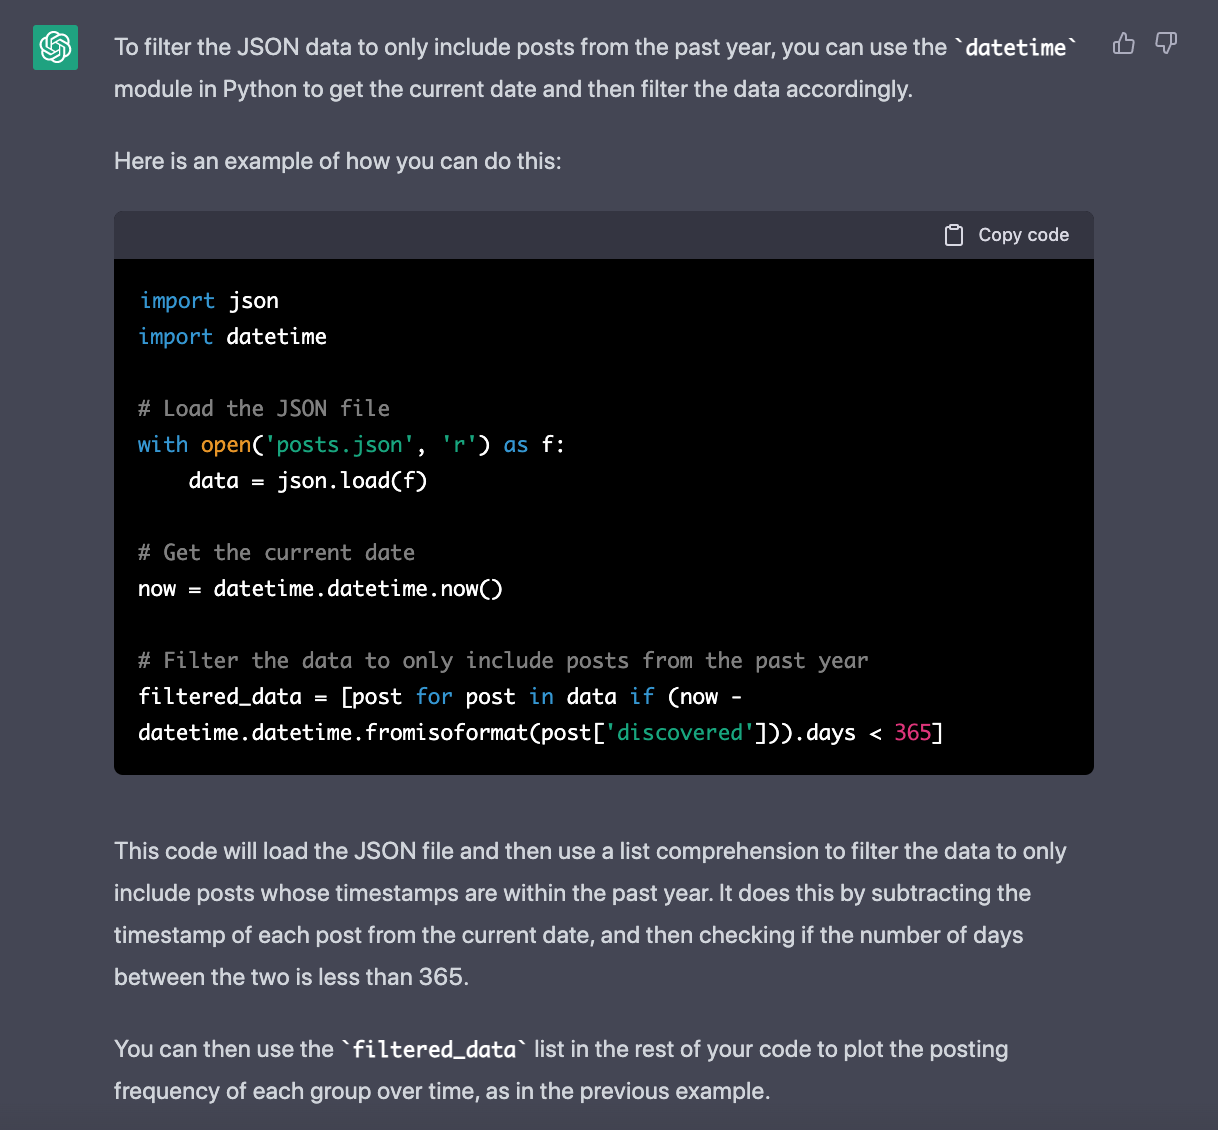 To filter the JSON data to only include posts from the past year, you can use the `datetime`
module in Python to get the current date and then filter the data accordingly.
Here is an example of how you can do this:
Copy code
import json
import datetime
# Load the JSON file
with open('posts.json', 'r') as f:
    data = json.load(f)
# Get the current date
now = datetime.datetime.now()
# Filter the data to only include posts from the past year
filtered_data = [post for post in data if (now -
datetime.datetime.fromisoformat(post['discovered'])).days < 365]
This code will load the JSON file and then use a list comprehension to filter the data to only
include posts whose timestamps are within the past year. It does this by subtracting the
timestamp of each post from the current date, and then checking if the number of days
between the two is less than 365.
You can then use the `filtered_data` list in the rest of your code to plot the posting
frequency of each group over time, as in the previous example.